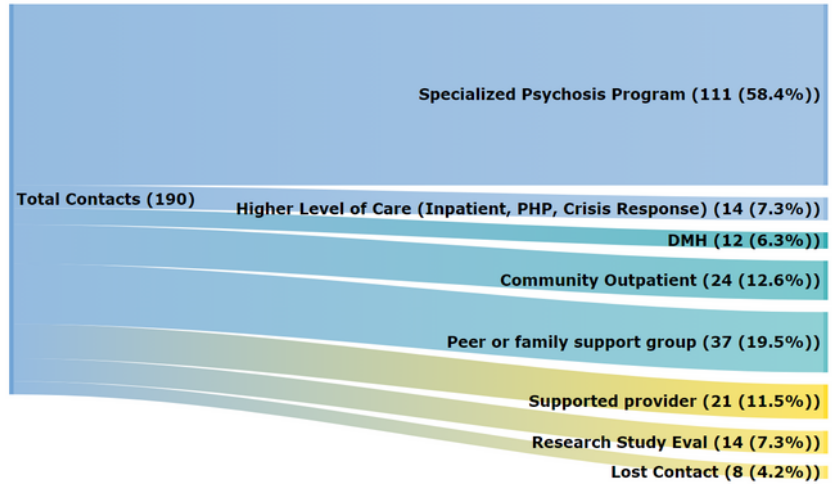 Specialized Psychosis Program (111 (58.4%))
Total Contacts (190)
Higher Level of Care (Inpatient, PHP, Crisis Response) (14 (7.3%))
DMH (12 (6.3%))
Community Outpatient (24 (12.6%))
Peer or family support group (37 (19.5%))
Supported provider (21 (11.5%))
Research Study Eval (14 (7.3%))
Lost Contact (8 (4.2%))